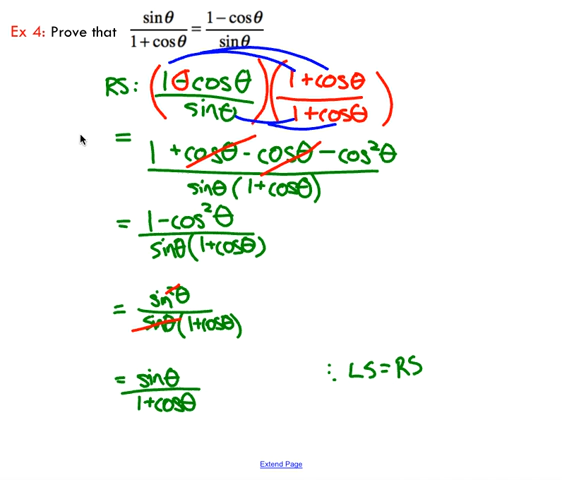 Ex 4: Prove that sinθ/(1+cosθ) = (1−cosθ)/sinθ
RS: ((1−cosθ)/sinθ)((1+cosθ)/(1+cosθ))
= (1+cosθ−cosθ−cos²θ)/(sinθ(1+cosθ))
= (1−cos²θ)/(sinθ(1+cosθ))
= sin²θ/(sinθ(1+cosθ))
= sinθ/(1+cosθ)
∴ LS=RS
Extend Page